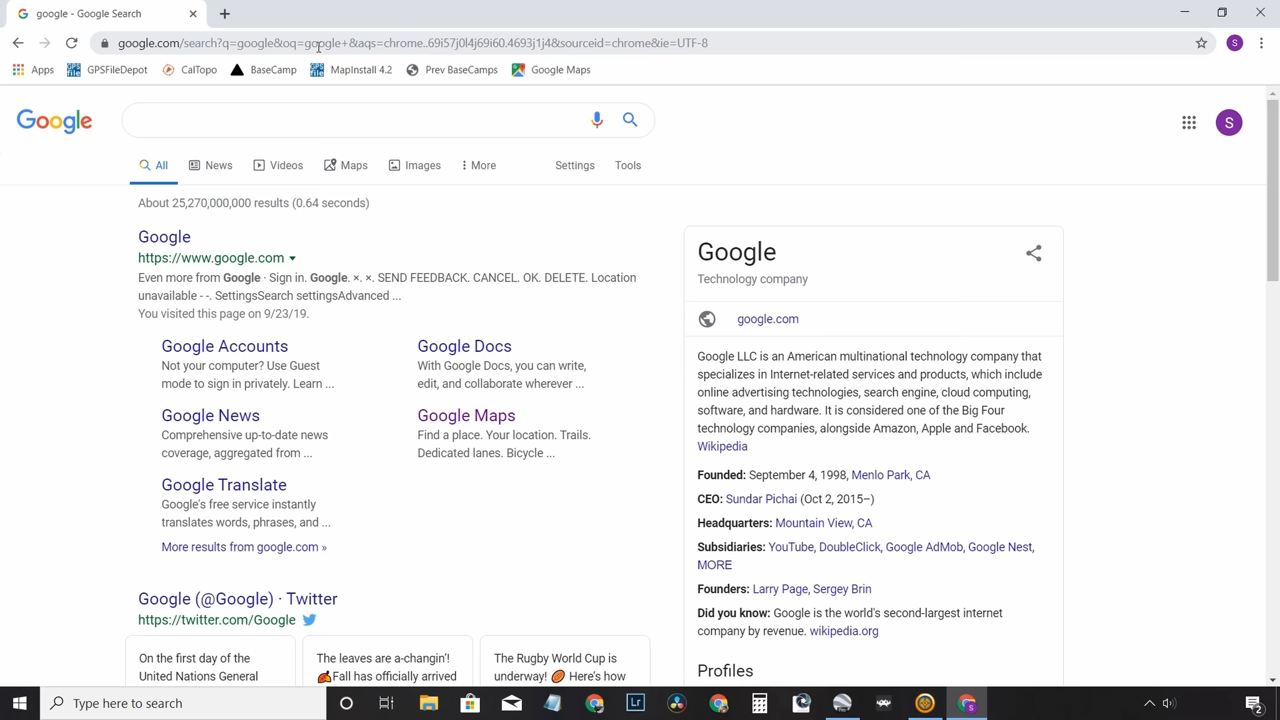 google - Google Search
google.com/search?q=google&oq=google+&aqs=chrome..69i57j0l4j69i60.4693j1j4&sourceid=chrome&ie=UTF-8
S
Apps GPSFileDepot CalTopo BaseCamp MapInstall 4.2 Prev BaseCamps Google Maps
Google
S
All News Videos Maps Images More Settings Tools
About 25,270,000,000 results (0.64 seconds)
Google
https://www.google.com
Even more from Google · Sign in. Google. ×. ×. SEND FEEDBACK. CANCEL. OK. DELETE. Location
unavailable - -. SettingsSearch settingsAdvanced ...
You visited this page on 9/23/19.
Google Accounts
Not your computer? Use Guest
mode to sign in privately. Learn ...
Google Docs
With Google Docs, you can write,
edit, and collaborate wherever ...
Google News
Comprehensive up-to-date news
coverage, aggregated from ...
Google Maps
Find a place. Your location. Trails.
Dedicated lanes. Bicycle ...
Google Translate
Google's free service instantly
translates words, phrases, and ...
More results from google.com »
Google (@Google) · Twitter
https://twitter.com/Google
On the first day of the
United Nations General
The leaves are a-changin'!
🍂Fall has officially arrived
The Rugby World Cup is
underway! 🏉 Here's how
Google
Technology company
google.com
Google LLC is an American multinational technology company that
specializes in Internet-related services and products, which include
online advertising technologies, search engine, cloud computing,
software, and hardware. It is considered one of the Big Four
technology companies, alongside Amazon, Apple and Facebook.
Wikipedia
Founded: September 4, 1998, Menlo Park, CA
CEO: Sundar Pichai (Oct 2, 2015–)
Headquarters: Mountain View, CA
Subsidiaries: YouTube, DoubleClick, Google AdMob, Google Nest,
MORE
Founders: Larry Page, Sergey Brin
Did you know: Google is the world's second-largest internet
company by revenue. wikipedia.org
Profiles
Type here to search
Lr
S
2